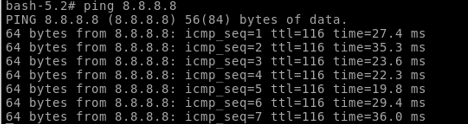 bash-5.2# ping 8.8.8.8
PING 8.8.8.8 (8.8.8.8) 56(84) bytes of data.
64 bytes from 8.8.8.8: icmp_seq=1 ttl=116 time=27.4 ms
64 bytes from 8.8.8.8: icmp_seq=2 ttl=116 time=35.3 ms
64 bytes from 8.8.8.8: icmp_seq=3 ttl=116 time=23.6 ms
64 bytes from 8.8.8.8: icmp_seq=4 ttl=116 time=22.3 ms
64 bytes from 8.8.8.8: icmp_seq=5 ttl=116 time=19.8 ms
64 bytes from 8.8.8.8: icmp_seq=6 ttl=116 time=29.4 ms
64 bytes from 8.8.8.8: icmp_seq=7 ttl=116 time=36.0 ms